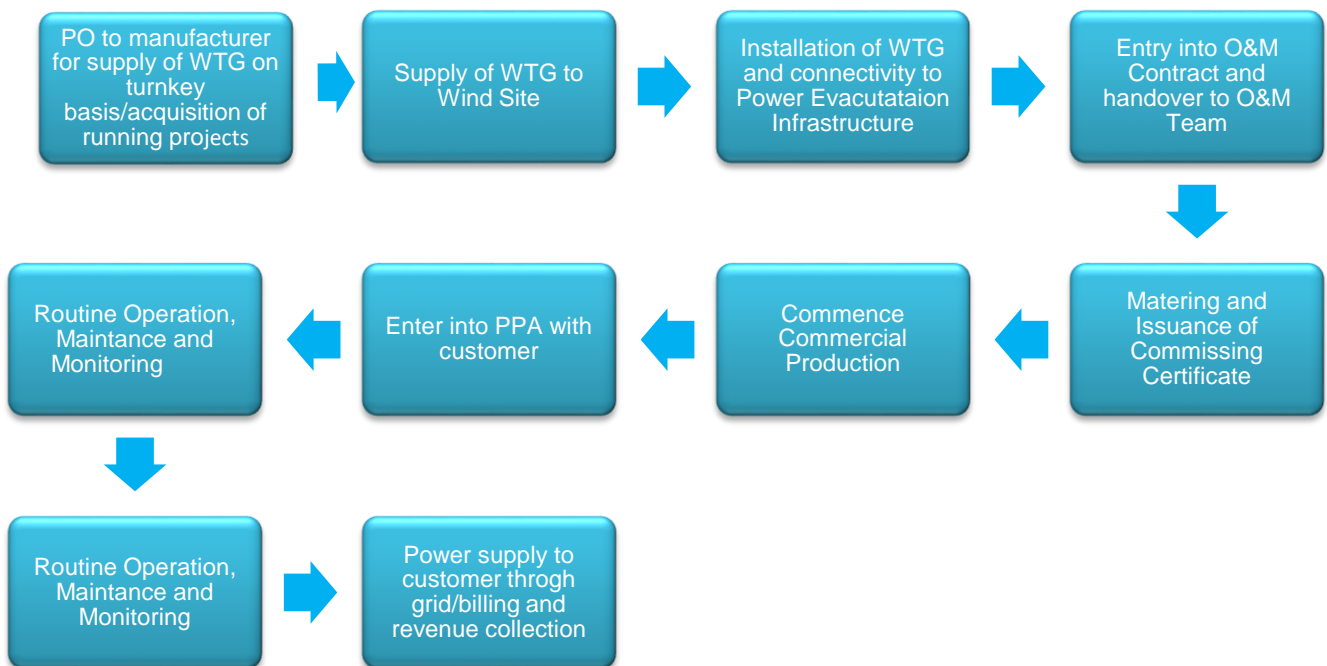 PO to manufacturer
for supply of WTG on
turnkey
basis/acquisition of
running projects
Supply of WTG to
Wind Site
Installation of WTG
and connectivity to
Power Evacutataion
Infrastructure
Entry into O&M
Contract and
handover to O&M
Team
Matering and
Issuance of
Commissing
Certificate
Commence
Commercial
Production
Enter into PPA with
customer
Routine Operation,
Maintance and
Monitoring
Routine Operation,
Maintance and
Monitoring
Power supply to
customer throgh
grid/billing and
revenue collection